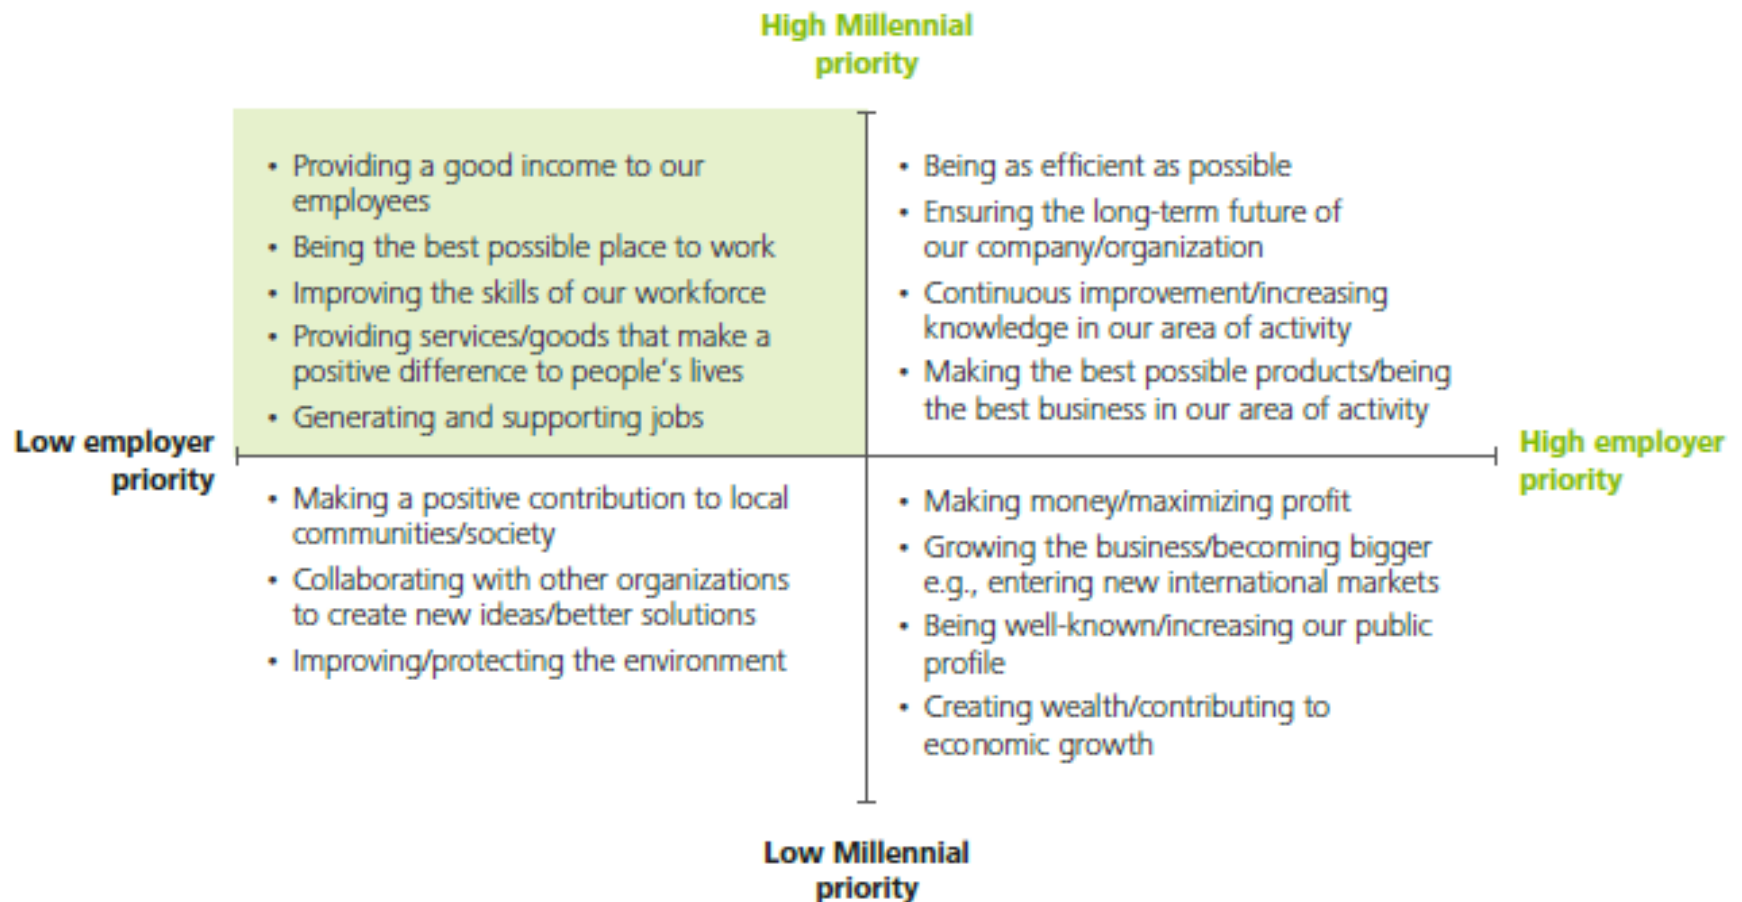 High Millennial
priority
• Providing a good income to our
employees
• Being the best possible place to work
• Improving the skills of our workforce
• Providing services/goods that make a
positive difference to people's lives
• Generating and supporting jobs
• Being as efficient as possible
• Ensuring the long-term future of
our company/organization
• Continuous improvement/increasing
knowledge in our area of activity
• Making the best possible products/being
the best business in our area of activity
Low employer
priority
High employer
priority
• Making a positive contribution to local
communities/society
• Collaborating with other organizations
to create new ideas/better solutions
• Improving/protecting the environment
• Making money/maximizing profit
• Growing the business/becoming bigger
e.g., entering new international markets
• Being well-known/increasing our public
profile
• Creating wealth/contributing to
economic growth
Low Millennial
priority